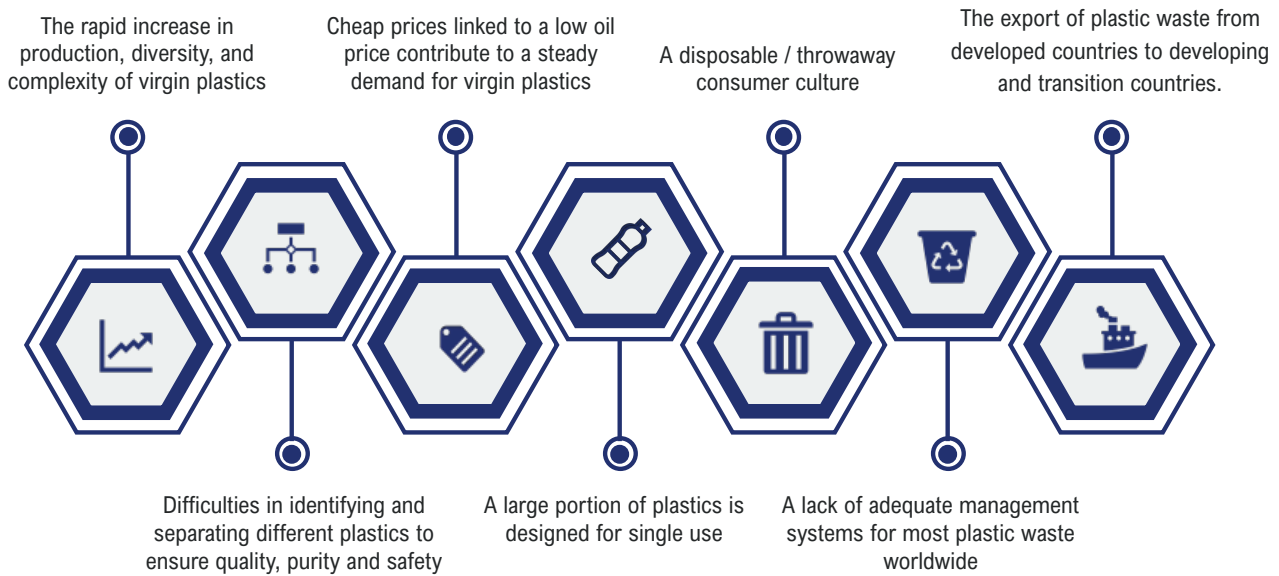 The rapid increase in
production, diversity, and
complexity of virgin plastics
Cheap prices linked to a low oil
price contribute to a steady
demand for virgin plastics
A disposable / throwaway
consumer culture
The export of plastic waste from
developed countries to developing
and transition countries.
Difficulties in identifying and
separating different plastics to
ensure quality, purity and safety
A large portion of plastics is
designed for single use
A lack of adequate management
systems for most plastic waste
worldwide